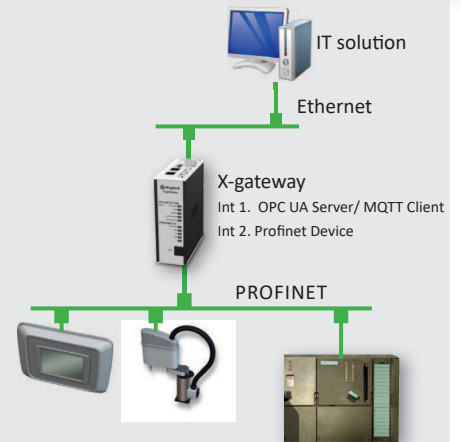 IT solution
Ethernet
X-gateway
Int 1. OPC UA Server/ MQTT Client
Int 2. Profinet Device
PROFINET